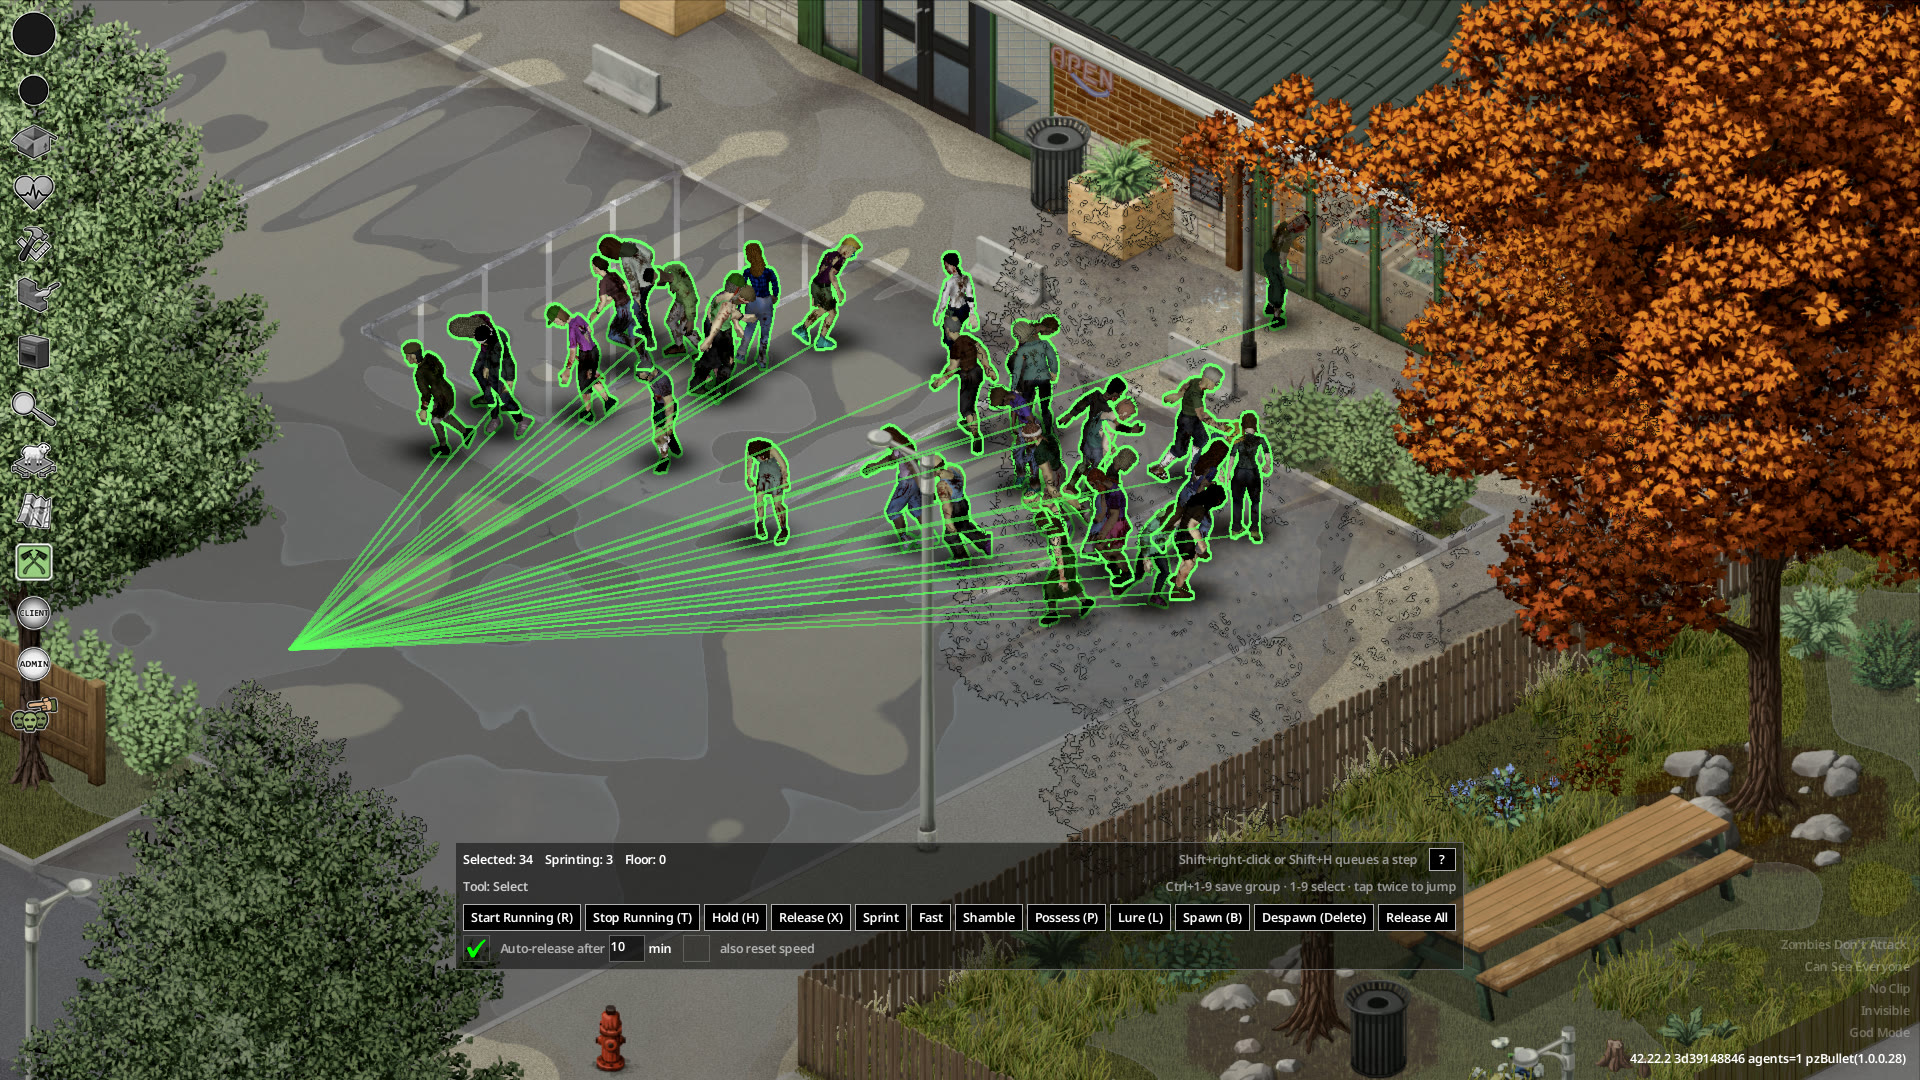 OPEN
CLIENT
ADMIN
Selected: 34 Sprinting: 3 Floor: 0
Shift+right-click or Shift+H queues a step ?
Tool: Select
Ctrl+1-9 save group · 1-9 select · tap twice to jump
Start Running (R) Stop Running (T) Hold (H) Release (X) Sprint Fast Shamble Possess (P) Lure (L) Spawn (B) Despawn (Delete) Release All
Auto-release after 10 min also reset speed
Zombies Don't Attack.
Can See Everyone
No Clip
Invisible
God Mode
42.22.2 3d39148846 agents=1 pzBullet(1.0.0.28)